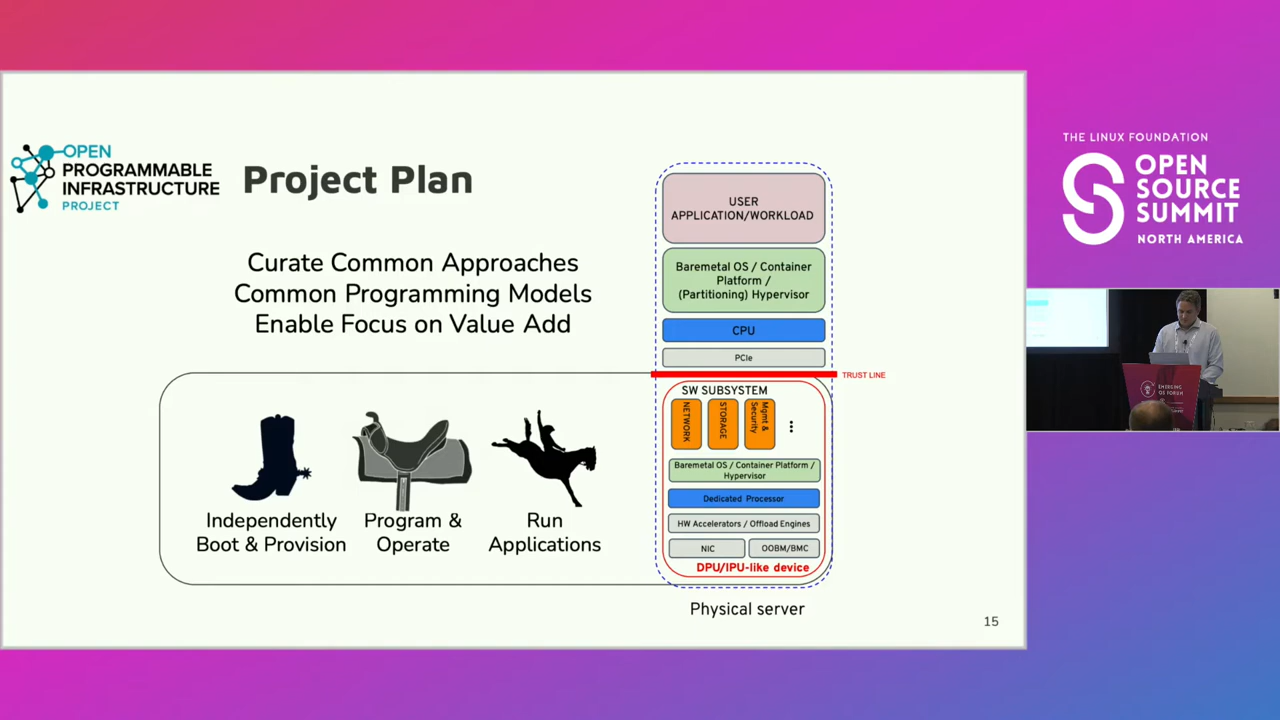 OPEN
PROGRAMMABLE
INFRASTRUCTURE
PROJECT
Project Plan
Curate Common Approaches
Common Programming Models
Enable Focus on Value Add
Independently
Boot & Provision
Program &
Operate
Run
Applications
USER
APPLICATION/WORKLOAD
Baremetal OS / Container
Platform /
(Partitioning) Hypervisor
CPU
PCIe
TRUST LINE
SW SUBSYSTEM
NETWORK
STORAGE
Mgmt &
Security
Baremetal OS / Container Platform /
Hypervisor
Dedicated Processor
HW Accelerators / Offload Engines
NIC
OOBM/BMC
DPU/IPU-like device
Physical server
15
THE LINUX FOUNDATION
OPEN
SOURCE
SUMMIT
NORTH AMERICA
EMERGING
OS FORUM